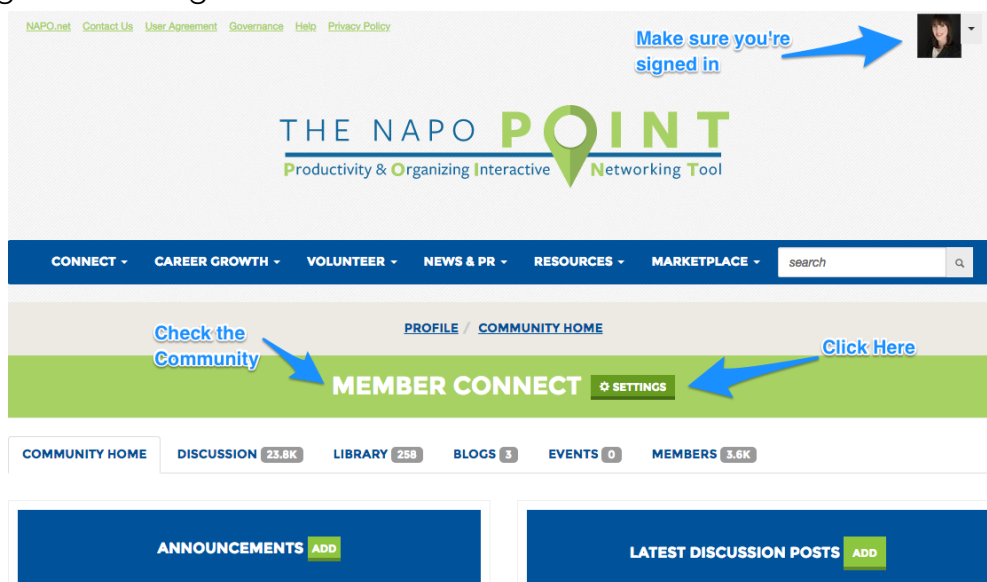 NAPO.net Contact Us User Agreement Governance Help Privacy Policy
Make sure you're
signed in
THE NAPO POINT
Productivity & Organizing Interactive Networking Tool
CONNECT CAREER GROWTH VOLUNTEER NEWS & PR RESOURCES MARKETPLACE search
PROFILE / COMMUNITY HOME
Check the
Community
Click Here
MEMBER CONNECT SETTINGS
COMMUNITY HOME DISCUSSION 23.8K LIBRARY 258 BLOGS 3 EVENTS 0 MEMBERS 3.6K
ANNOUNCEMENTS ADD
LATEST DISCUSSION POSTS ADD